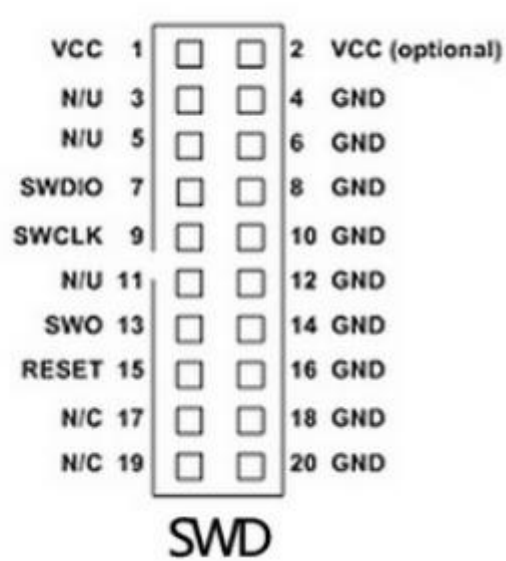 VCC 1 2 VCC (optional)
N/U 3 4 GND
N/U 5 6 GND
SWDIO 7 8 GND
SWCLK 9 10 GND
N/U 11 12 GND
SWO 13 14 GND
RESET 15 16 GND
N/C 17 18 GND
N/C 19 20 GND
SWD